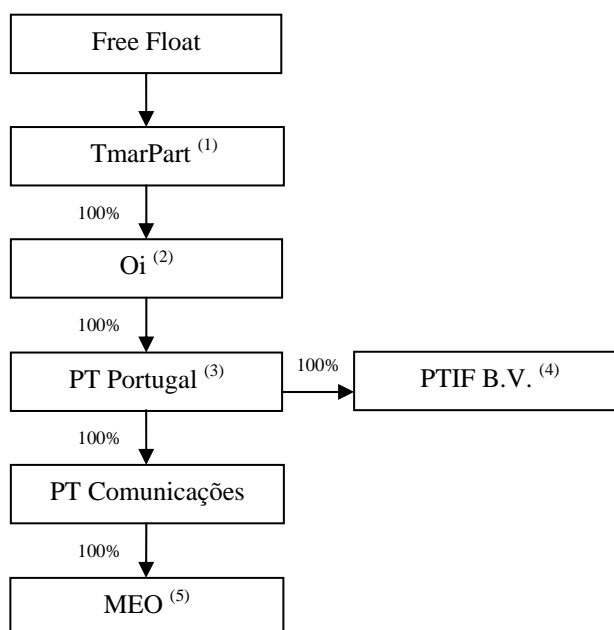 Free Float
TmarPart (1)
100%
Oi (2)
100%
PT Portugal (3)
100%
PTIF B.V. (4)
100%
PT Comunicações
100%
MEO (5)